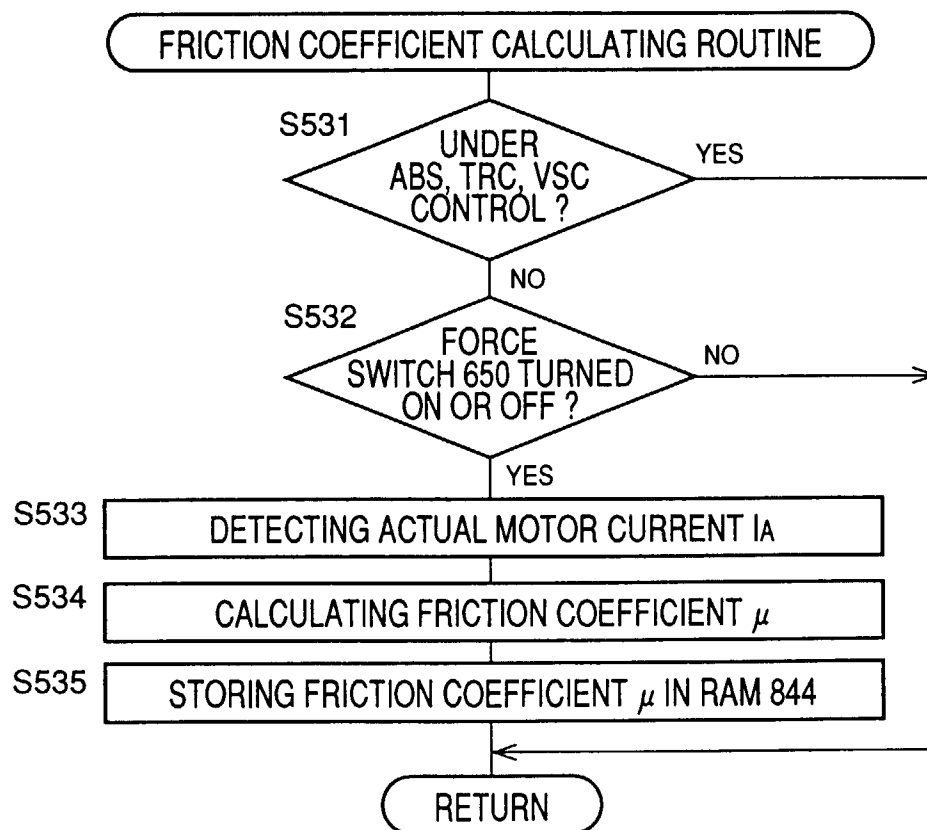 FRICTION COEFFICIENT CALCULATING ROUTINE
S531
UNDER
ABS, TRC, VSC
CONTROL ?
YES
NO
S532
FORCE
SWITCH 650 TURNED
ON OR OFF ?
NO
YES
S533
DETECTING ACTUAL MOTOR CURRENT IA
S534
CALCULATING FRICTION COEFFICIENT μ
S535
STORING FRICTION COEFFICIENT μ IN RAM 844
RETURN